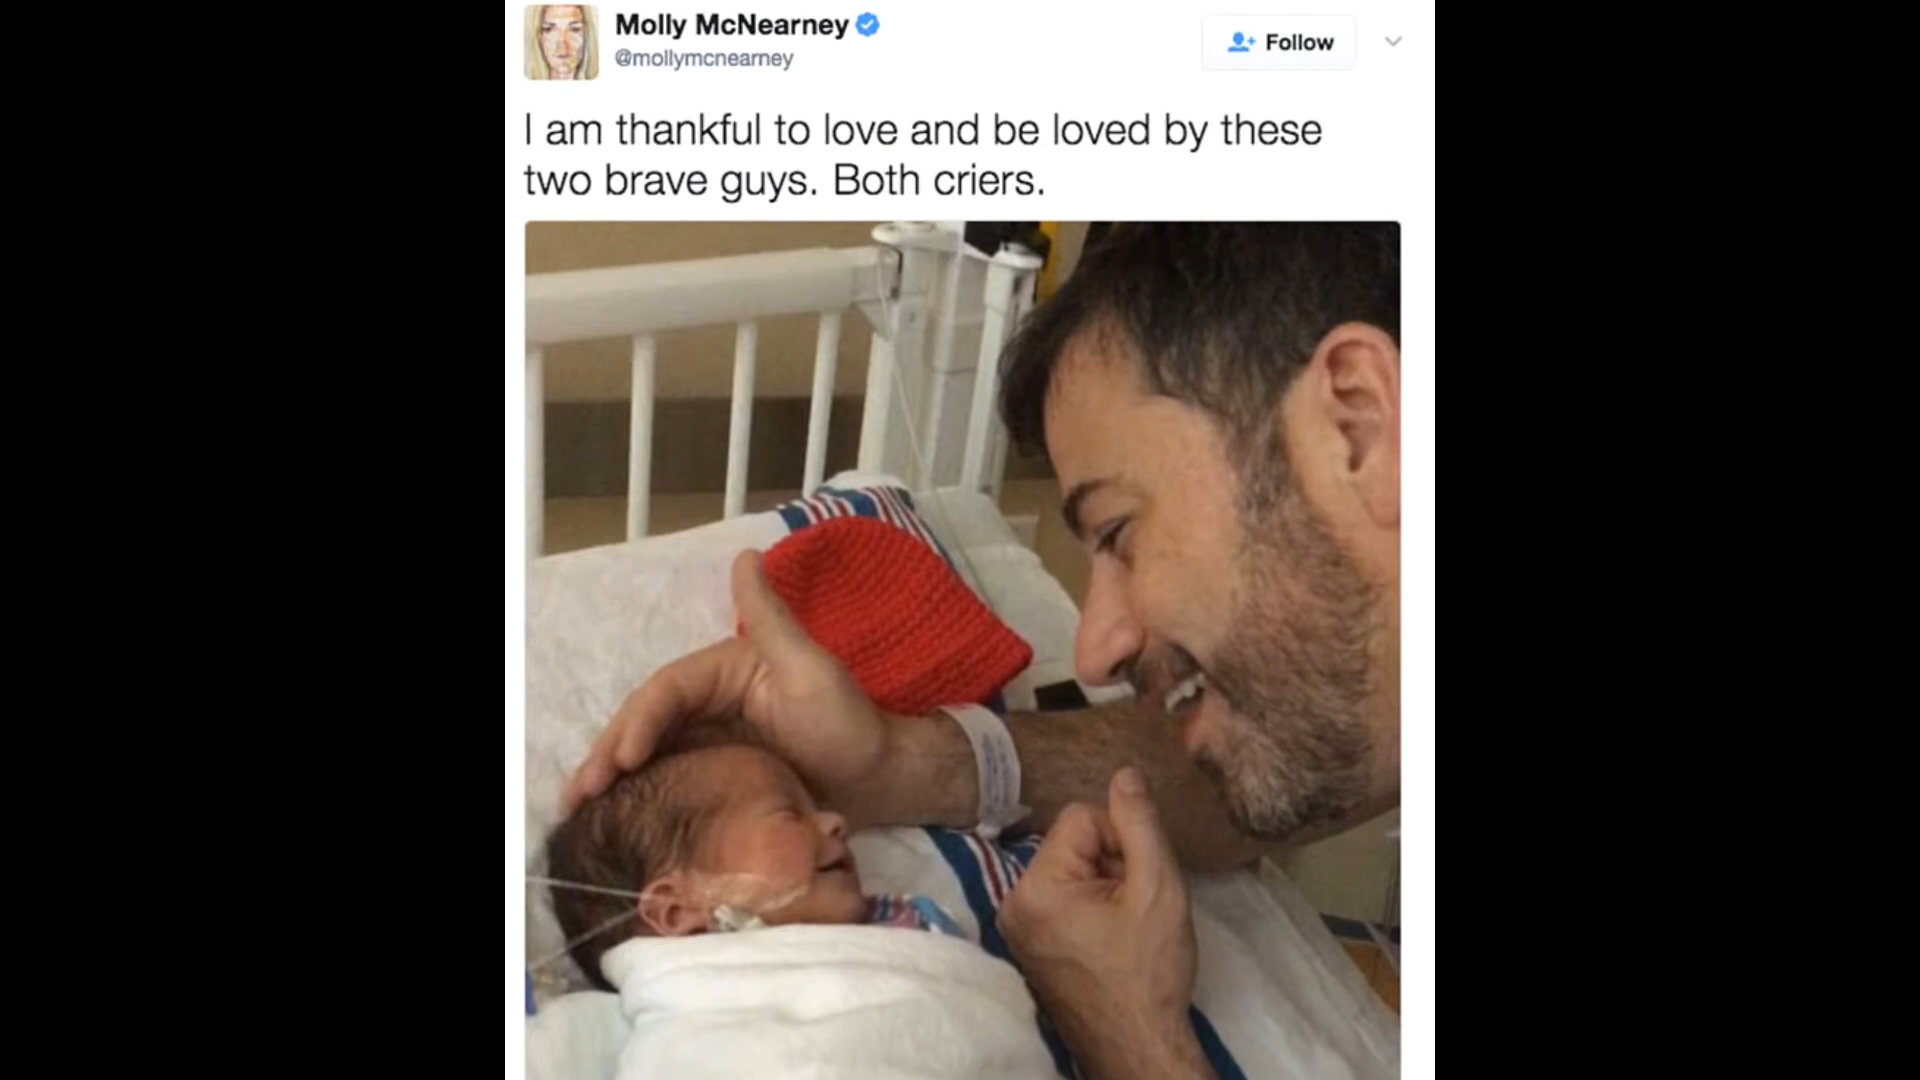 Molly McNearney
@mollymcnearney
Follow
I am thankful to love and be loved by these
two brave guys. Both criers.